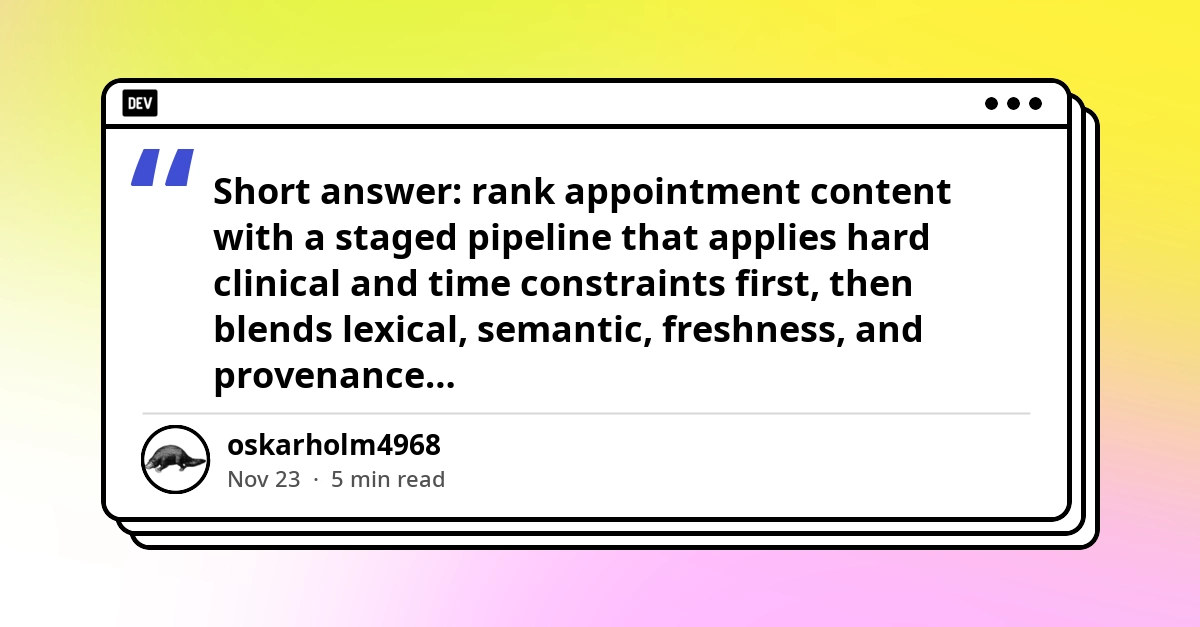 DEV
“
Short answer: rank appointment content
with a staged pipeline that applies hard
clinical and time constraints first, then
blends lexical, semantic, freshness, and
provenance...
oskarholm4968
Nov 23 · 5 min read